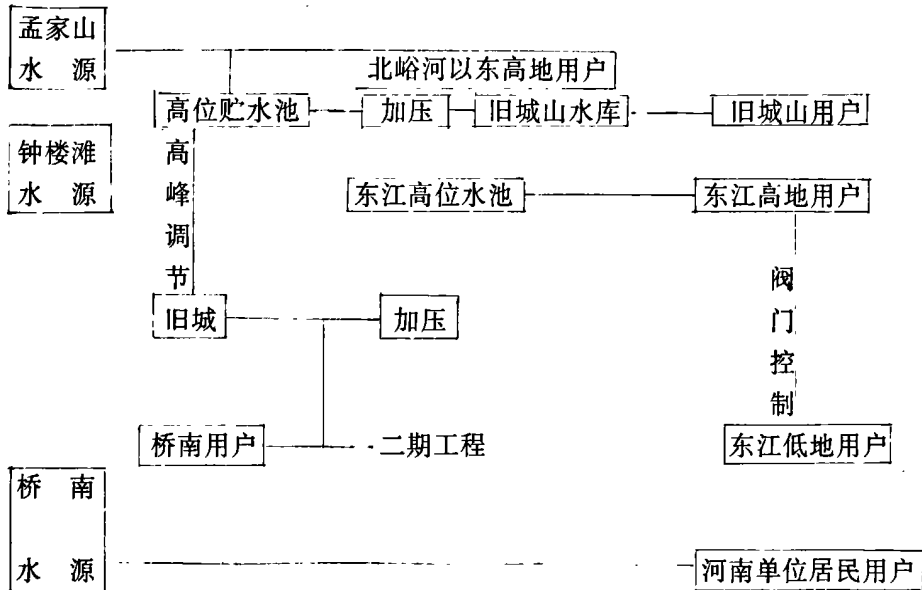 孟家山
水 源
北峪河以东高地用户
高位贮水池 加压 旧城山水库 旧城山用户
钟楼滩
水 源
高峰调节
东江高位水池 东江高地用户
阀门控制
旧城 加压
桥南用户 二期工程 东江低地用户
桥 南
水 源 河南单位居民用户